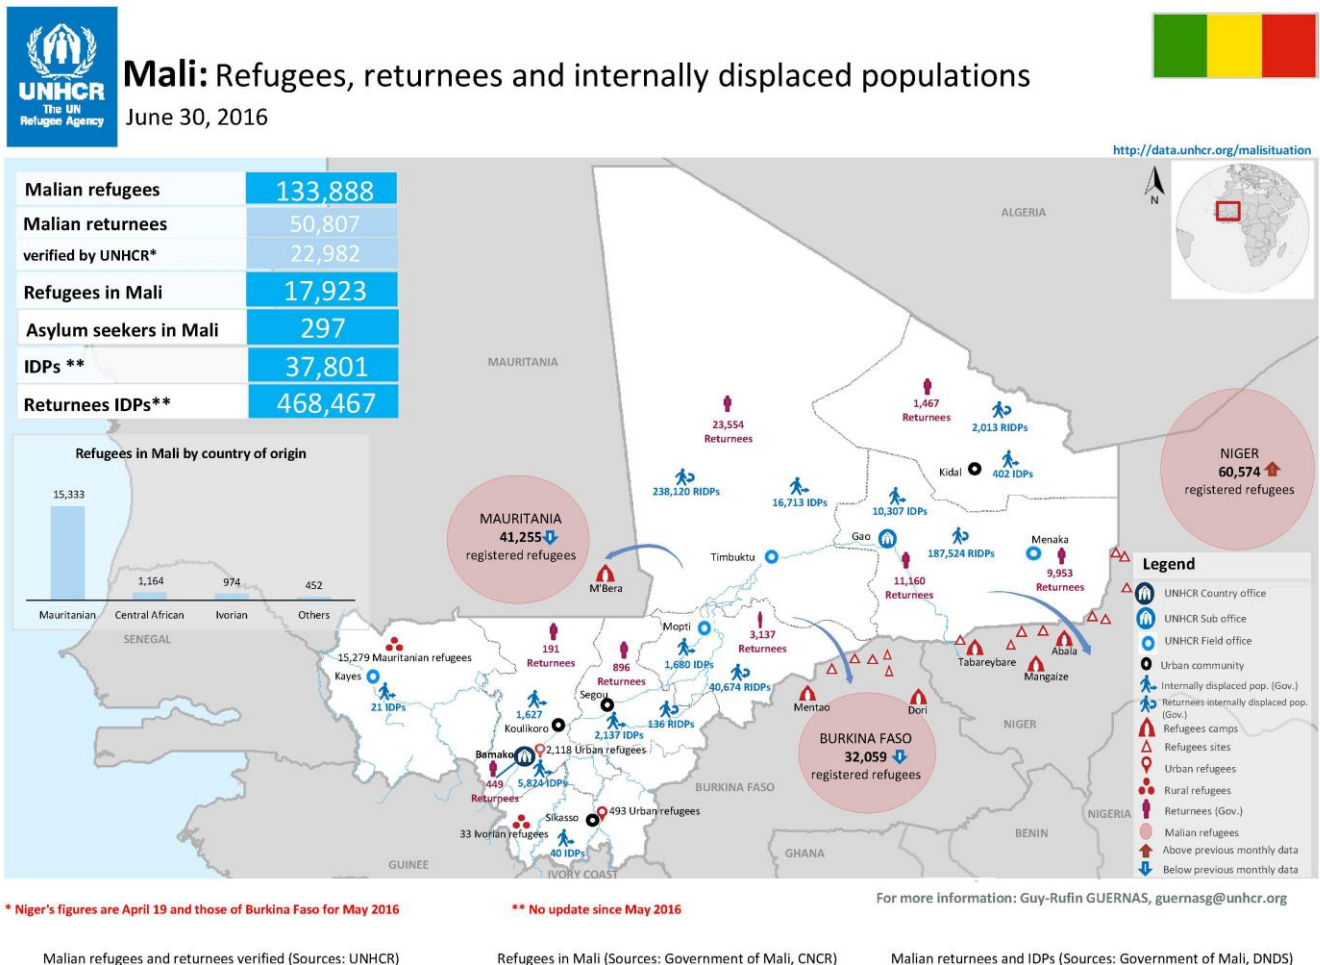 UNHCR
The UN
Refugee Agency
Mali: Refugees, returnees and internally displaced populations
June 30, 2016
http://data.unhcr.org/malisituation
Malian refugees 133,888
Malian returnees 50,807
verified by UNHCR* 22,982
Refugees in Mali 17,923
Asylum seekers in Mali 297
IDPs ** 37,801
Returnees IDPs** 468,467
Refugees in Mali by country of origin
15,333
1,164
974
452
Mauritanian
Central African
Ivorian
Others
N
ALGERIA
MAURITANIA
SENEGAL
GUINEE
IVORY COAST
GHANA
BURKINA FASO
BENIN
NIGERIA
NIGER
MAURITANIA
41,255
registered refugees
NIGER
60,574
registered refugees
BURKINA FASO
32,059
registered refugees
23,554
Returnees
1,467
Returnees
2,013 RIDPs
Kidal
402 IDPs
238,120 RIDPs
16,713 IDPs
10,307 IDPs
Gao
187,524 RIDPs
Menaka
9,953
Returnees
11,160
Returnees
Timbuktu
M'Bera
Mopti
1,680 IDPs
3,137
Returnees
40,674 RIDPs
191
Returnees
896
Returnees
15,279 Mauritanian refugees
Kayes
21 IDPs
Segou
1,627
Koulikoro
2,137 IDPs
136 RIDPs
Bamako
2,118 Urban refugees
5,824 IDPs
449
Returnees
Sikasso
493 Urban refugees
33 Ivorian refugees
40 IDPs
Mentao
Dori
Tabareybare
Mangaize
Abala
Legend
UNHCR Country office
UNHCR Sub office
UNHCR Field office
Urban community
Internally displaced pop. (Gov.)
Returnees internally displaced pop.
(Gov.)
Refugees camps
Refugees sites
Urban refugees
Rural refugees
Returnees (Gov.)
Malian refugees
Above previous monthly data
Below previous monthly data
For more information: Guy-Rufin GUERNAS, guernasg@unhcr.org
* Niger's figures are April 19 and those of Burkina Faso for May 2016
** No update since May 2016
Malian refugees and returnees verified (Sources: UNHCR)
Refugees in Mali (Sources: Government of Mali, CNCR)
Malian returnees and IDPs (Sources: Government of Mali, DNDS)